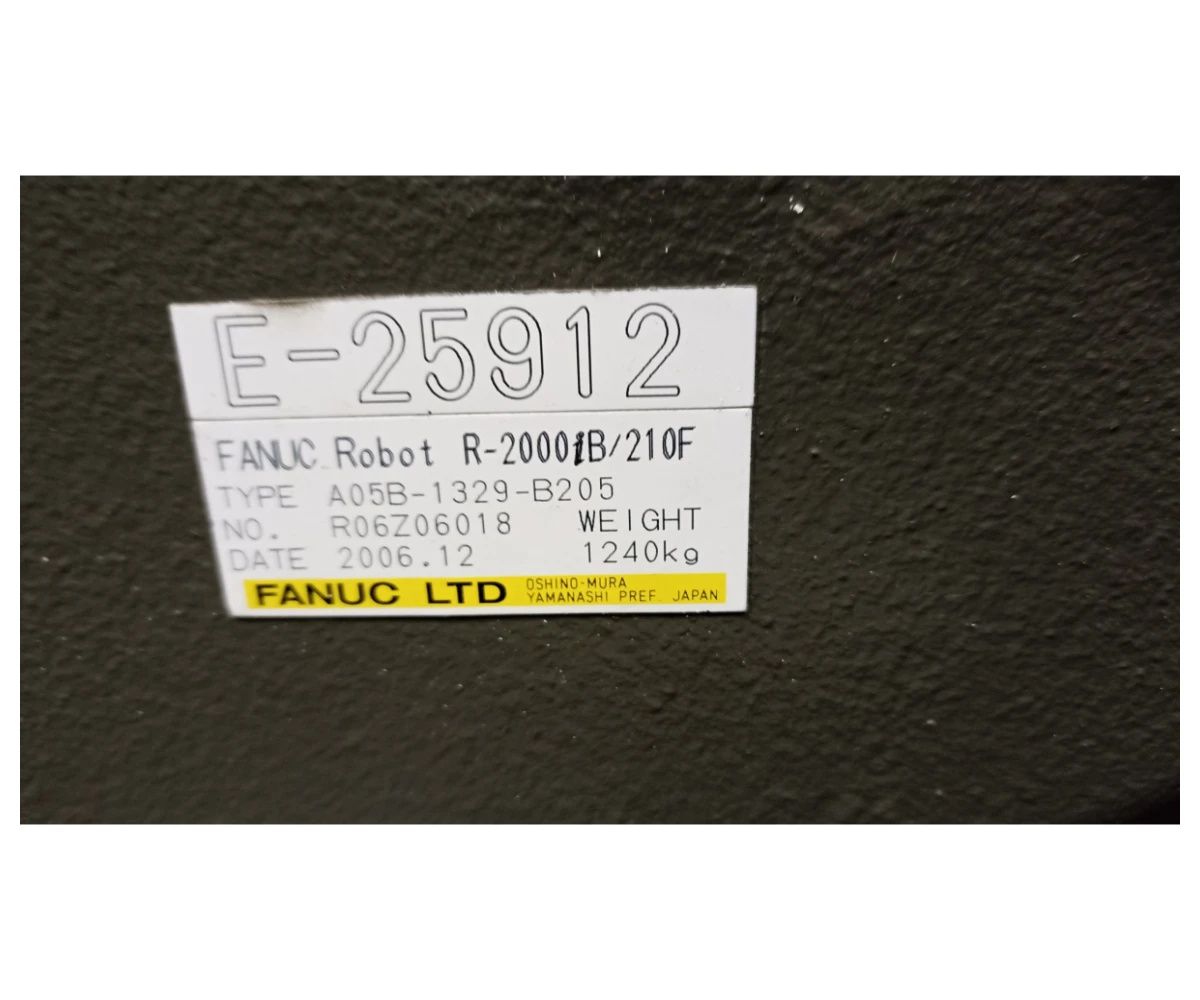 E-25912
FANUC Robot R-2000iB/210F
TYPE A05B-1329-B205
NO. R06Z06018 WEIGHT
DATE 2006.12 1240kg
FANUC LTD OSHINO-MURA
YAMANASHI PREF. JAPAN